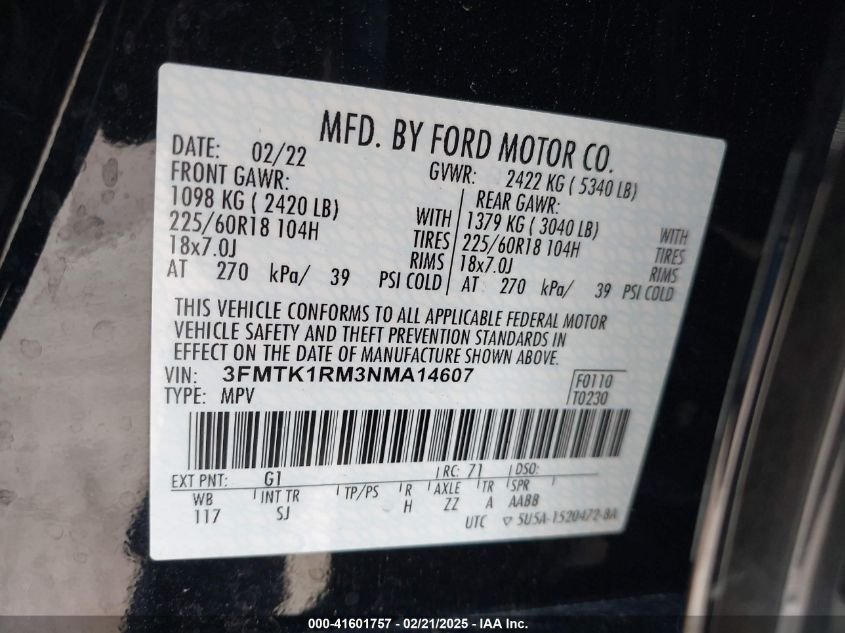 MFD. BY FORD MOTOR CO.
DATE: 02/22 GVWR: 2422 KG ( 5340 LB)
FRONT GAWR: REAR GAWR:
1098 KG ( 2420 LB) WITH 1379 KG ( 3040 LB) WITH
225/60R18 104H TIRES 225/60R18 104H TIRES
18x7.0J RIMS 18x7.0J RIMS
AT 270 kPa/ 39 PSI COLD AT 270 kPa/ 39 PSI COLD
THIS VEHICLE CONFORMS TO ALL APPLICABLE FEDERAL MOTOR
VEHICLE SAFETY AND THEFT PREVENTION STANDARDS IN
EFFECT ON THE DATE OF MANUFACTURE SHOWN ABOVE.
VIN: 3FMTK1RM3NMA14607 F0110
TYPE: MPV T0230
EXT PNT: G1 RC: 71 DSO:
WB INT TR TP/PS R AXLE TR SPR
117 SJ H ZZ A AABB
UTC ▽ 5U5A-1520472-BA
000-41601757 - 02/21/2025 - IAA Inc.